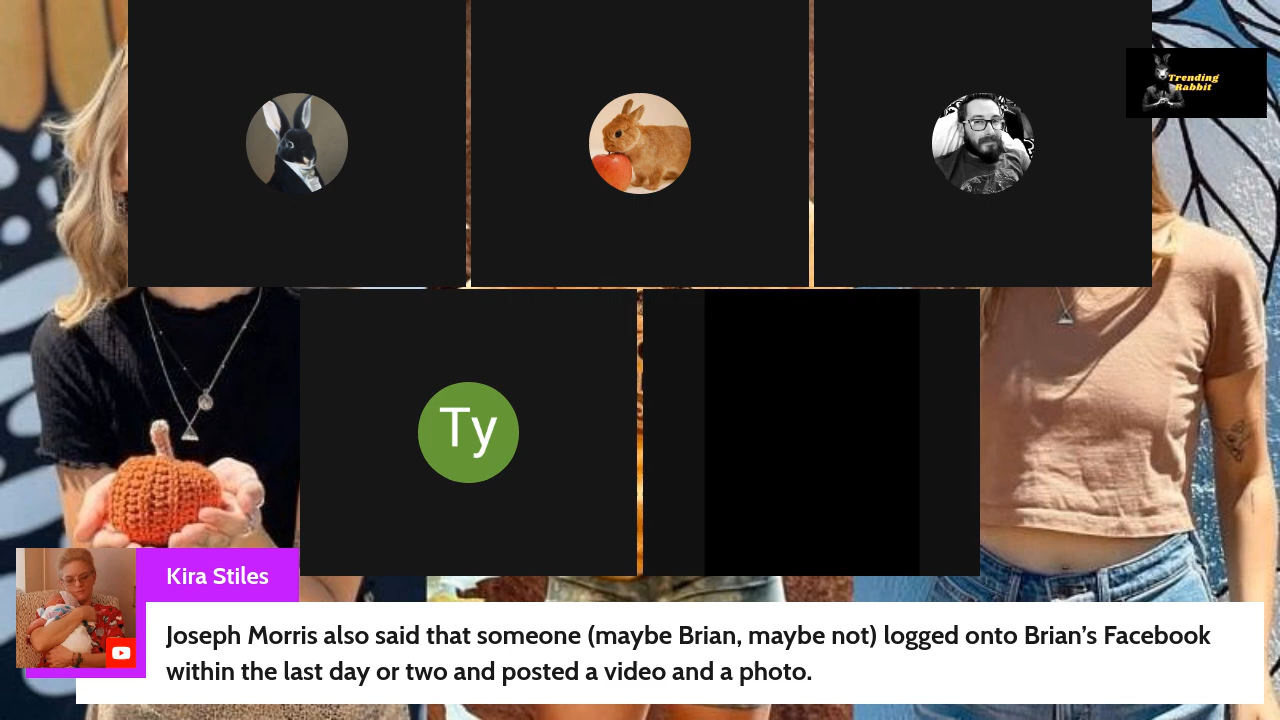 Trending
Rabbit
Ty
Kira Stiles
Joseph Morris also said that someone (maybe Brian, maybe not) logged onto Brian’s Facebook
within the last day or two and posted a video and a photo.